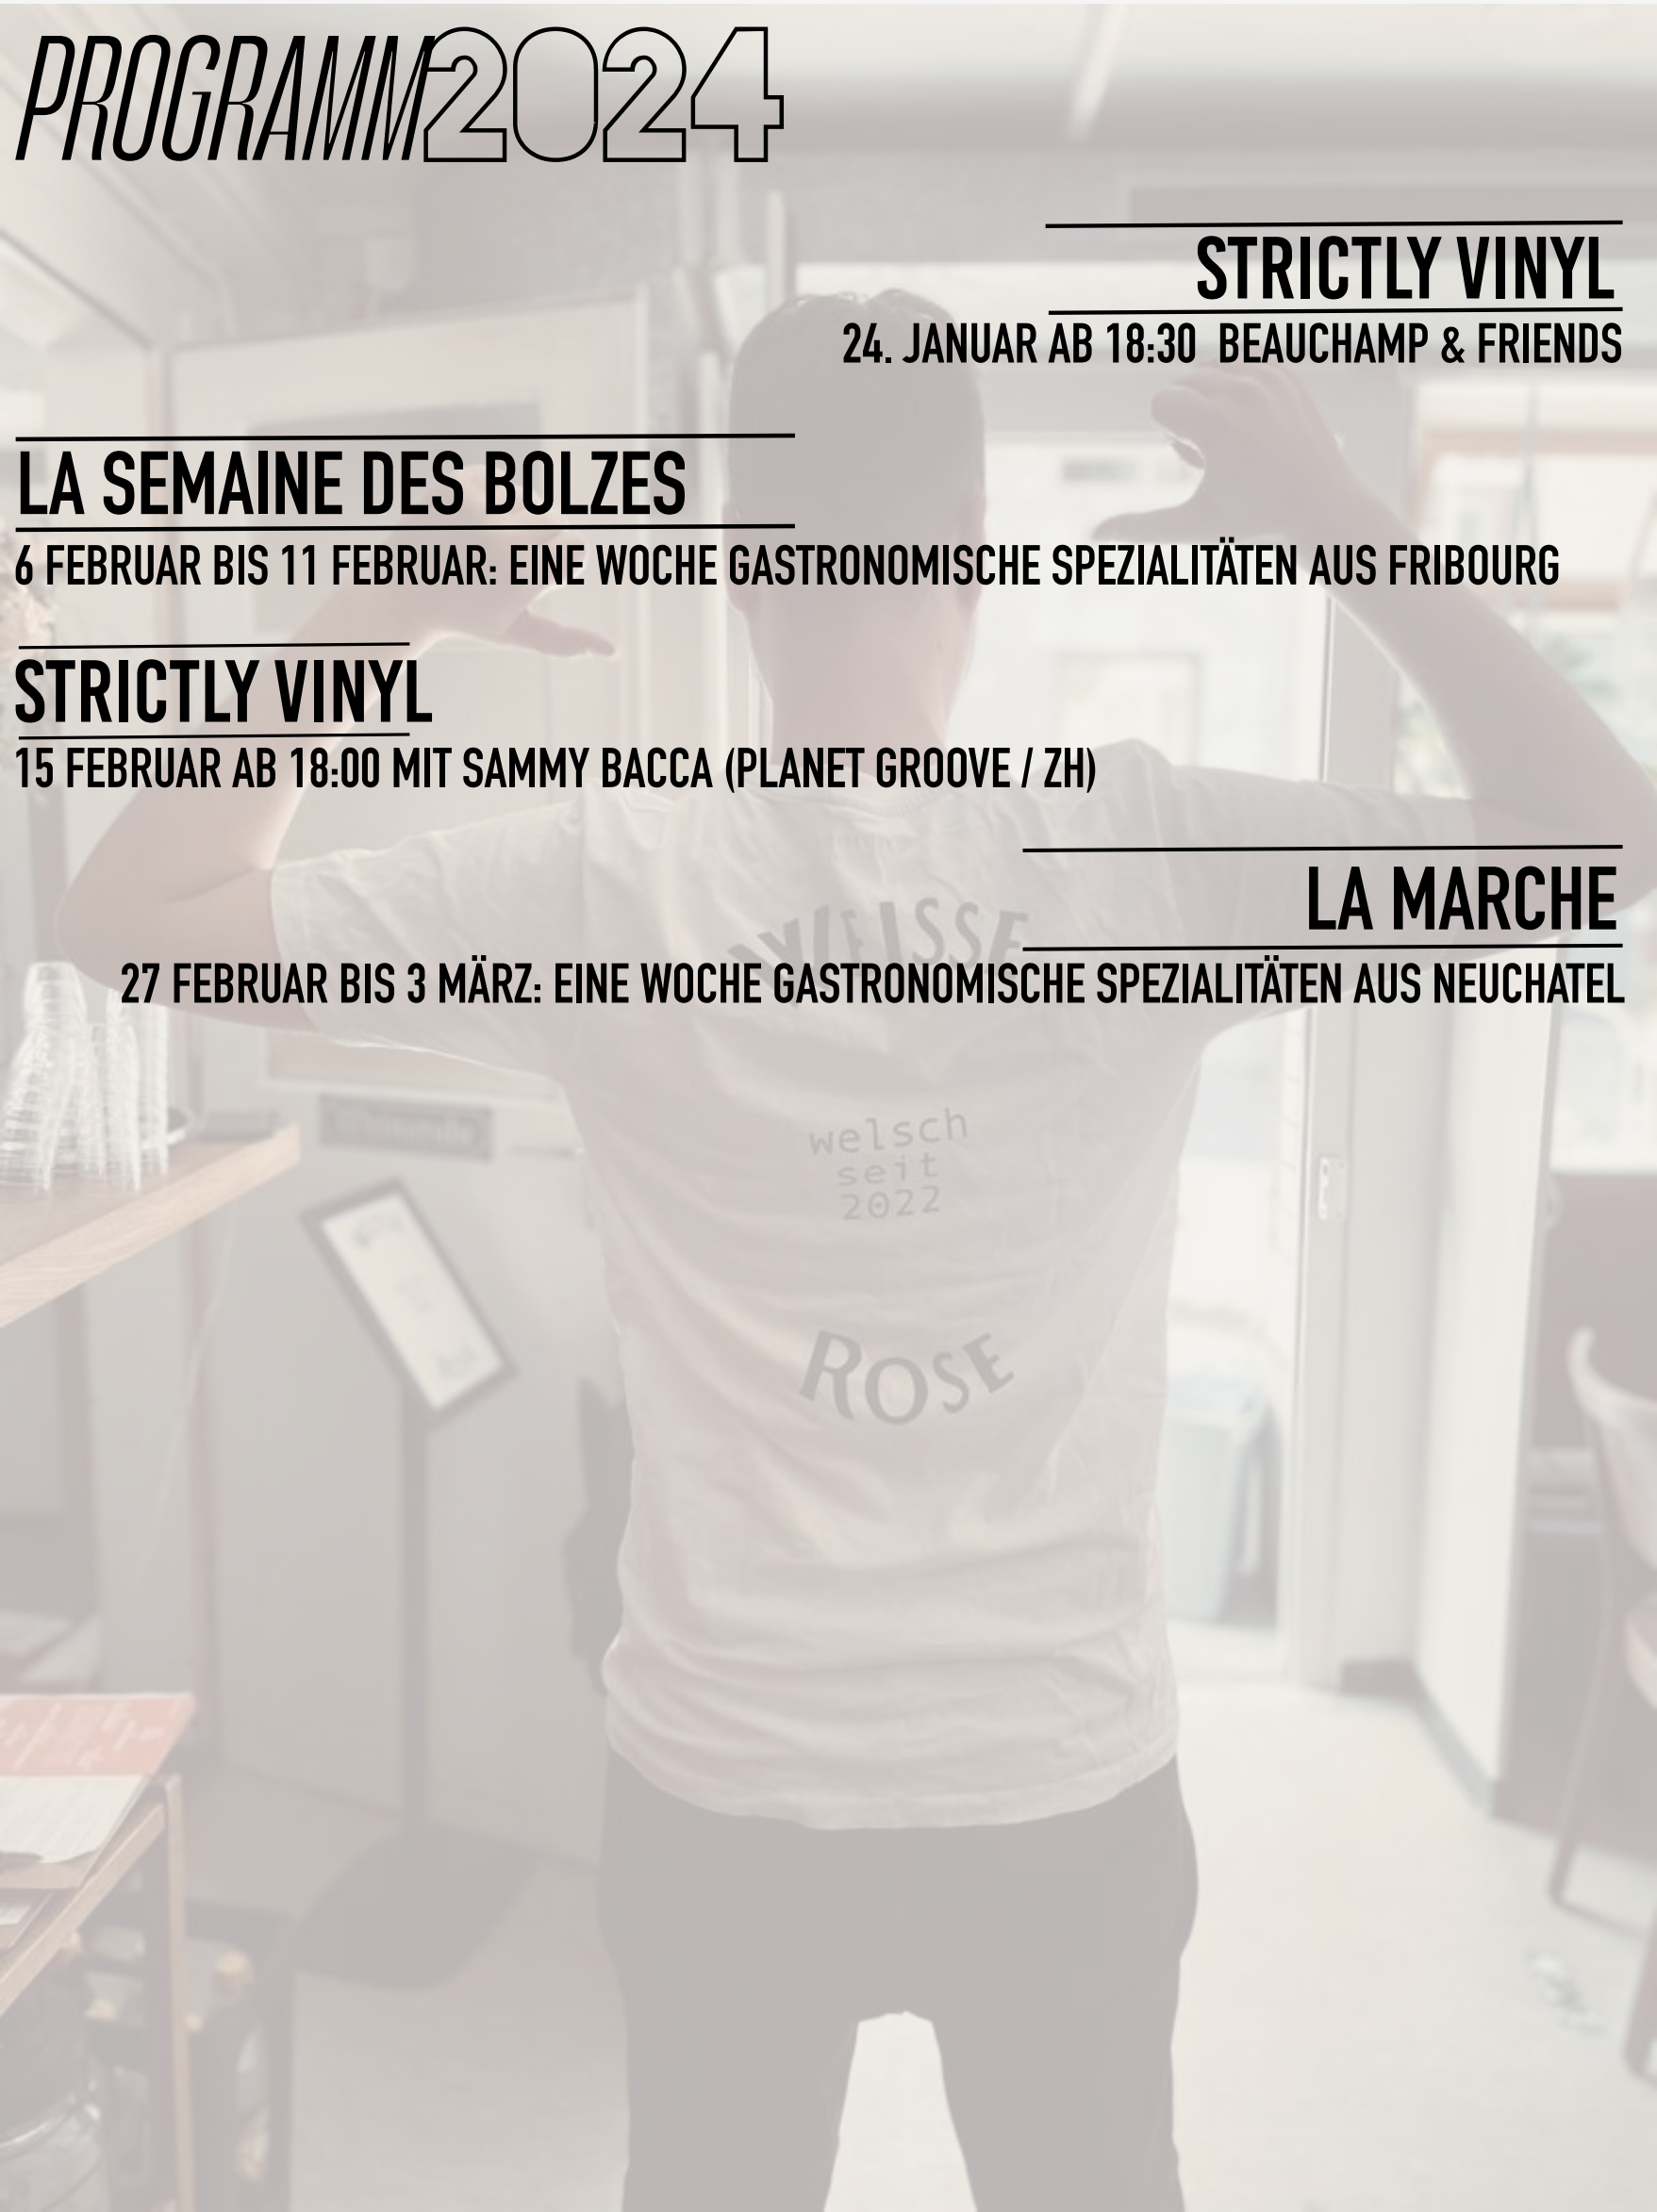 PROGRAMM2024
STRICTLY VINYL
24. JANUAR AB 18:30 BEAUCHAMP & FRIENDS
LA SEMAINE DES BOLZES
6 FEBRUAR BIS 11 FEBRUAR: EINE WOCHE GASTRONOMISCHE SPEZIALITÄTEN AUS FRIBOURG
STRICTLY VINYL
15 FEBRUAR AB 18:00 MIT SAMMY BACCA (PLANET GROOVE / ZH)
LA MARCHE
27 FEBRUAR BIS 3 MÄRZ: EINE WOCHE GASTRONOMISCHE SPEZIALITÄTEN AUS NEUCHATEL
WEISSE
welsch
seit
2022
ROSE